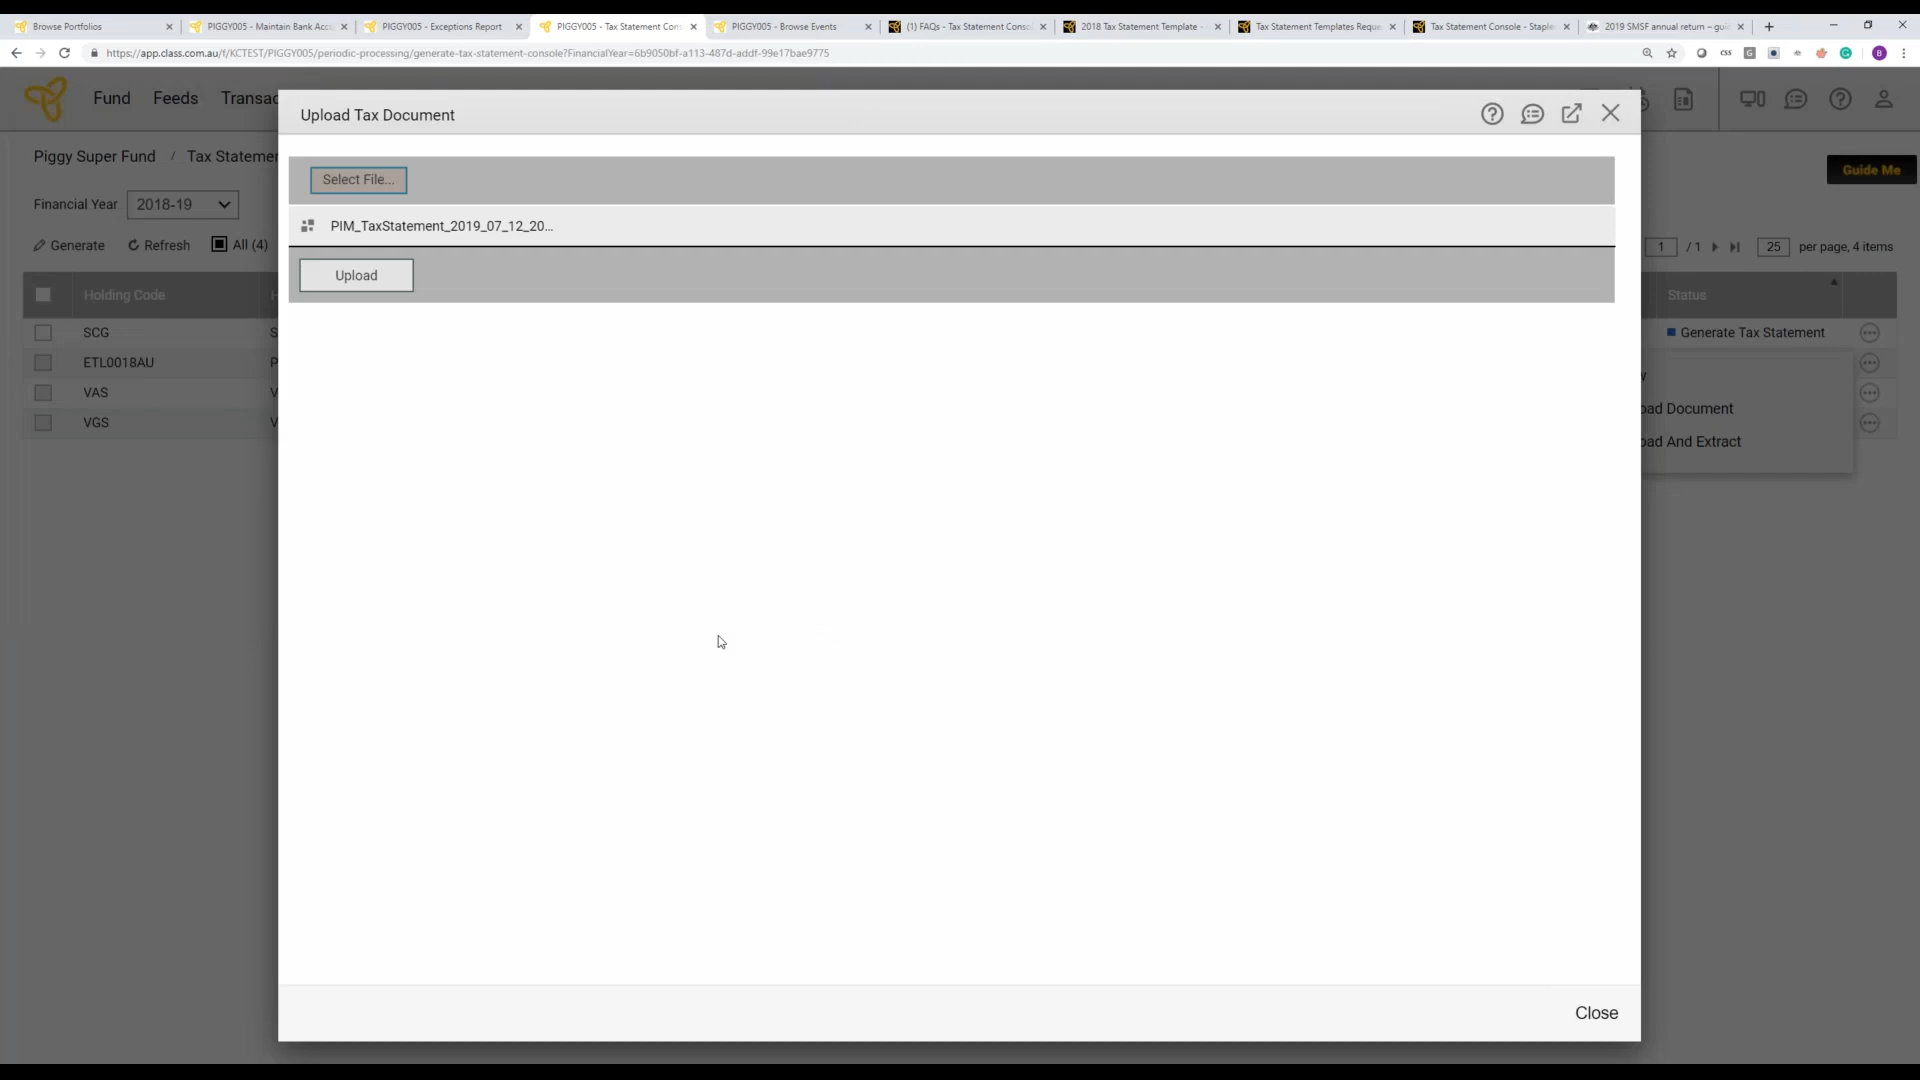 Browse Portfolios
PIGGY005 - Maintain Bank Acc
PIGGY005 - Exceptions Report
PIGGY005 - Tax Statement Con
PIGGY005 - Browse Events
(1) FAQs - Tax Statement Conso
2018 Tax Statement Template -
Tax Statement Templates Reque
Tax Statement Console - Staple
2019 SMSF annual return – gui
https://app.class.com.au/f/KCTEST/PIGGY005/periodic-processing/generate-tax-statement-console?FinancialYear=6b9050bf-a113-487d-addf-99e17bae9775
Fund Feeds Transac
Upload Tax Document
Piggy Super Fund / Tax Statemen
Guide Me
Select File...
Financial Year 2018-19
PIM_TaxStatement_2019_07_12_20...
Generate Refresh All (4)
1 / 1 25 per page, 4 items
Upload
Holding Code H
Status
SCG S
Generate Tax Statement
ETL0018AU P
VAS V
oad Document
VGS V
oad And Extract
Close